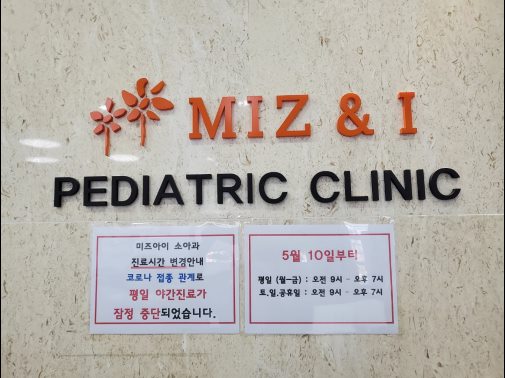 MIZ & I
PEDIATRIC CLINIC
미즈아이 소아과
진료시간 변경안내
코로나 접종 관계로
평일 야간진료가
잠정 중단되었습니다.
5월 10일부터
평일 (월-금) : 오전 9시 - 오후 7시
토.일.공휴일 : 오전 9시 - 오후 7시